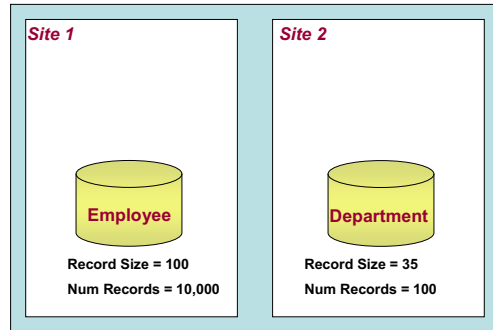 Site 1
Employee
Record Size = 100
Num Records = 10,000
Site 2
Department
Record Size = 35
Num Records = 100